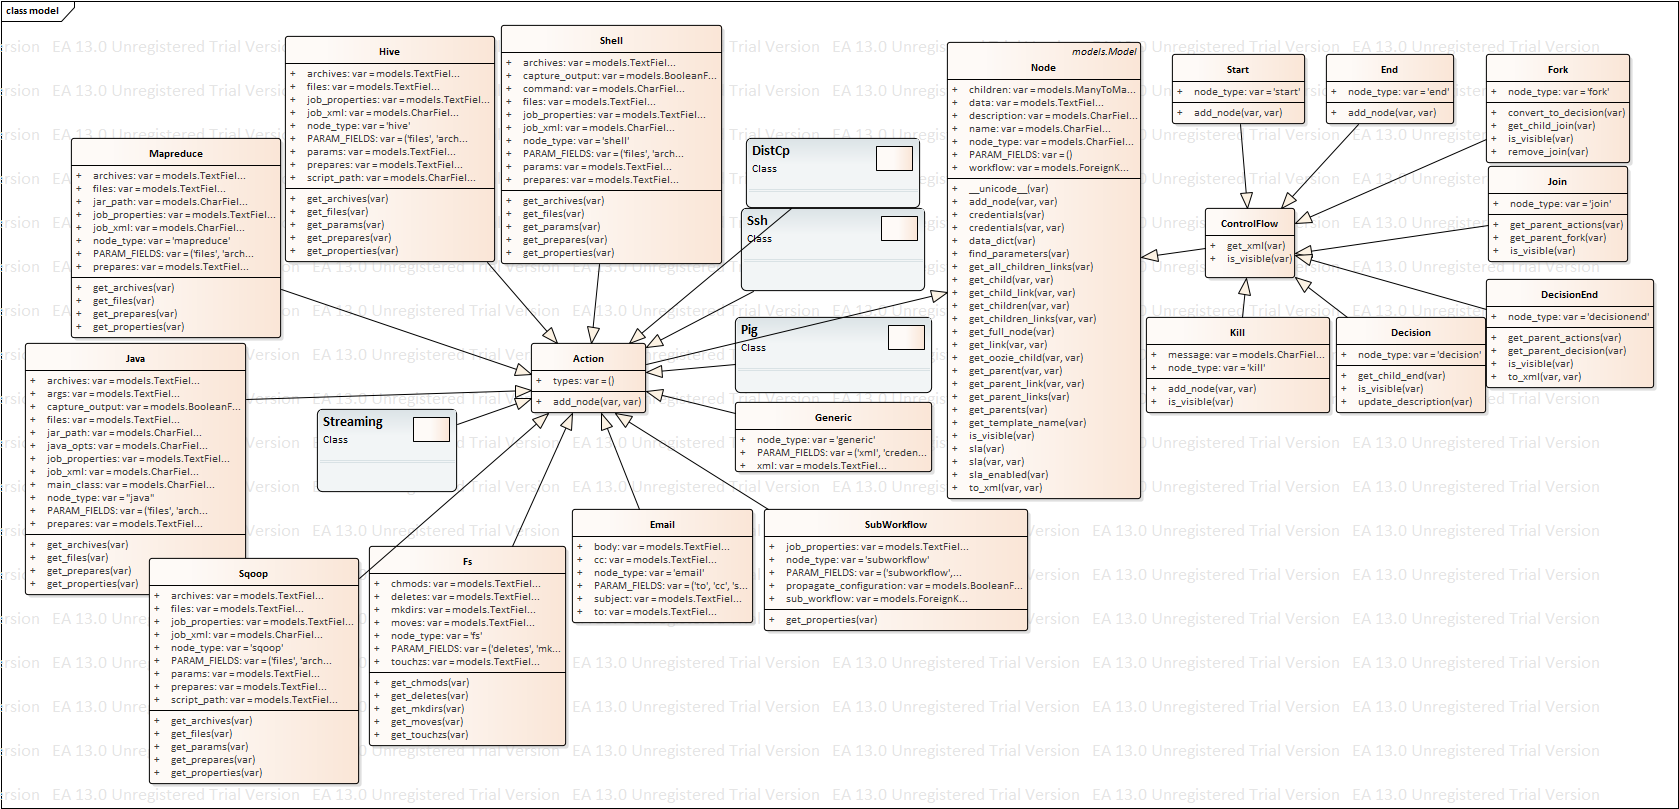 class model
Hive
+ archives: var = models.TextFiel...
+ files: var = models.TextFiel...
+ job_properties: var = models.TextFiel...
+ job_xml: var = models.CharFiel...
+ node_type: var = 'hive'
+ PARAM_FIELDS: var = ('files', 'arch...
+ params: var = models.TextFiel...
+ prepares: var = models.TextFiel...
+ script_path: var = models.CharFiel...
+ get_archives(var)
+ get_files(var)
+ get_params(var)
+ get_prepares(var)
+ get_properties(var)
Shell
+ archives: var = models.TextFiel...
+ capture_output: var = models.BooleanF...
+ command: var = models.CharFiel...
+ files: var = models.TextFiel...
+ job_properties: var = models.TextFiel...
+ job_xml: var = models.CharFiel...
+ node_type: var = 'shell'
+ PARAM_FIELDS: var = ('files', 'arch...
+ params: var = models.TextFiel...
+ prepares: var = models.TextFiel...
+ get_archives(var)
+ get_files(var)
+ get_params(var)
+ get_prepares(var)
+ get_properties(var)
Mapreduce
+ archives: var = models.TextFiel...
+ files: var = models.TextFiel...
+ jar_path: var = models.CharFiel...
+ job_properties: var = models.TextFiel...
+ job_xml: var = models.CharFiel...
+ node_type: var = 'mapreduce'
+ PARAM_FIELDS: var = ('files', 'arch...
+ prepares: var = models.TextFiel...
+ get_archives(var)
+ get_files(var)
+ get_prepares(var)
+ get_properties(var)
DistCp
Class
Ssh
Class
Pig
Class
models.Model
Node
+ children: var = models.ManyToMa...
+ data: var = models.TextFiel...
+ description: var = models.CharFiel...
+ name: var = models.CharFiel...
+ node_type: var = models.CharFiel...
+ PARAM_FIELDS: var = ()
+ workflow: var = models.ForeignK...
+ __unicode__(var)
+ add_node(var, var)
+ credentials(var)
+ credentials(var, var)
+ data_dict(var)
+ find_parameters(var)
+ get_all_children_links(var)
+ get_child(var, var)
+ get_child_link(var, var)
+ get_children(var)
+ get_children_links(var, var)
+ get_full_node(var)
+ get_link(var, var)
+ get_oozie_child(var, var)
+ get_parent(var, var)
+ get_parent_link(var, var)
+ get_parent_links(var)
+ get_parents(var)
+ get_template_name(var)
+ is_visible(var)
+ sla(var)
+ sla(var, var)
+ sla_enabled(var)
+ to_xml(var, var)
Start
+ node_type: var = 'start'
+ add_node(var, var)
End
+ node_type: var = 'end'
+ add_node(var, var)
Fork
+ node_type: var = 'fork'
+ convert_to_decision(var)
+ get_child_join(var)
+ is_visible(var)
+ remove_join(var)
Join
+ node_type: var = 'join'
+ get_parent_actions(var)
+ get_parent_fork(var)
+ is_visible(var)
ControlFlow
+ get_xml(var)
+ is_visible(var)
DecisionEnd
+ node_type: var = 'decisionend'
+ get_parent_actions(var)
+ get_parent_decision(var)
+ is_visible(var)
+ to_xml(var, var)
Kill
+ message: var = models.CharFiel...
+ node_type: var = 'kill'
+ add_node(var, var)
+ is_visible(var)
Decision
+ node_type: var = 'decision'
+ get_child_end(var)
+ is_visible(var)
+ update_description(var)
Java
+ archives: var = models.TextFiel...
+ args: var = models.TextFiel...
+ capture_output: var = models.BooleanF...
+ files: var = models.TextFiel...
+ jar_path: var = models.CharFiel...
+ java_opts: var = models.CharFiel...
+ job_properties: var = models.TextFiel...
+ job_xml: var = models.CharFiel...
+ main_class: var = models.CharFiel...
+ node_type: var = "java"
+ PARAM_FIELDS: var = ('files', 'arch...
+ prepares: var = models.TextFiel...
+ get_archives(var)
+ get_files(var)
+ get_prepares(var)
+ get_properties(var)
Action
+ types: var = ()
+ add_node(var, var)
Streaming
Class
Generic
+ node_type: var = 'generic'
+ PARAM_FIELDS: var = ('xml', 'creden...
+ xml: var = models.TextFiel...
Sqoop
+ archives: var = models.TextFiel...
+ files: var = models.TextFiel...
+ job_properties: var = models.TextFiel...
+ job_xml: var = models.CharFiel...
+ node_type: var = 'sqoop'
+ PARAM_FIELDS: var = ('files', 'arch...
+ params: var = models.TextFiel...
+ prepares: var = models.TextFiel...
+ script_path: var = models.TextFiel...
+ get_archives(var)
+ get_files(var)
+ get_params(var)
+ get_prepares(var)
+ get_properties(var)
Fs
+ chmods: var = models.TextFiel...
+ deletes: var = models.TextFiel...
+ mkdirs: var = models.TextFiel...
+ moves: var = models.TextFiel...
+ node_type: var = 'fs'
+ PARAM_FIELDS: var = ('deletes', 'mk...
+ touchzs: var = models.TextFiel...
+ get_chmods(var)
+ get_deletes(var)
+ get_mkdirs(var)
+ get_moves(var)
+ get_touchzs(var)
Email
+ body: var = models.TextFiel...
+ cc: var = models.TextFiel...
+ node_type: var = 'email'
+ PARAM_FIELDS: var = ('to', 'cc', 's...
+ subject: var = models.TextFiel...
+ to: var = models.TextFiel...
SubWorkflow
+ job_properties: var = models.TextFiel...
+ node_type: var = 'subworkflow'
+ PARAM_FIELDS: var = ('subworkflow',...
+ propagate_configuration: var = models.BooleanF...
+ sub_workflow: var = models.ForeignK...
+ get_properties(var)
EA 13.0 Unregistered Trial Version